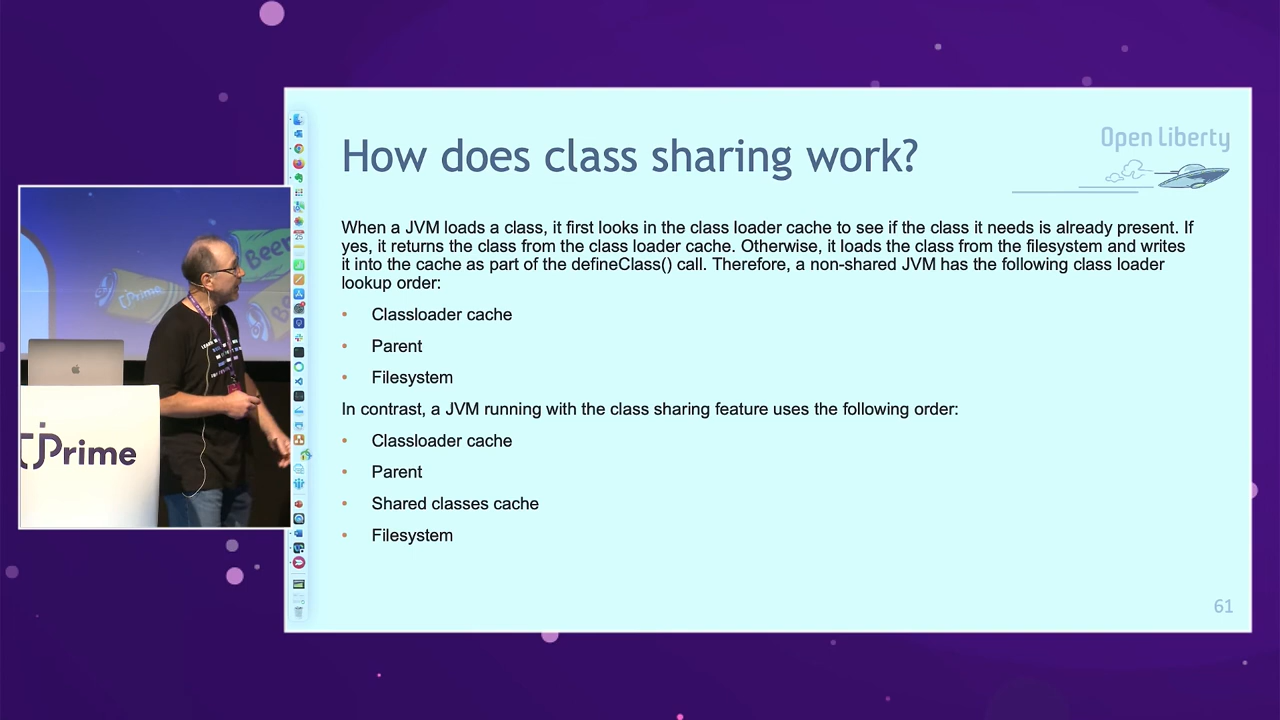 How does class sharing work?
Open Liberty
When a JVM loads a class, it first looks in the class loader cache to see if the class it needs is already present. If
yes, it returns the class from the class loader cache. Otherwise, it loads the class from the filesystem and writes
it into the cache as part of the defineClass() call. Therefore, a non-shared JVM has the following class loader
lookup order:
• Classloader cache
• Parent
• Filesystem
In contrast, a JVM running with the class sharing feature uses the following order:
• Classloader cache
• Parent
• Shared classes cache
• Filesystem
61
Beer
jPrime
jPrime